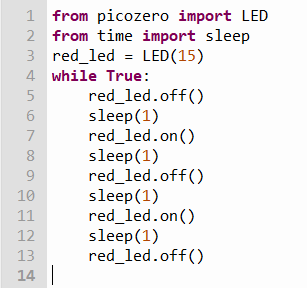 1 from picozero import LED
2 from time import sleep
3 red_led = LED(15)
4 while True:
5     red_led.off()
6     sleep(1)
7     red_led.on()
8     sleep(1)
9     red_led.off()
10     sleep(1)
11     red_led.on()
12     sleep(1)
13     red_led.off()
14